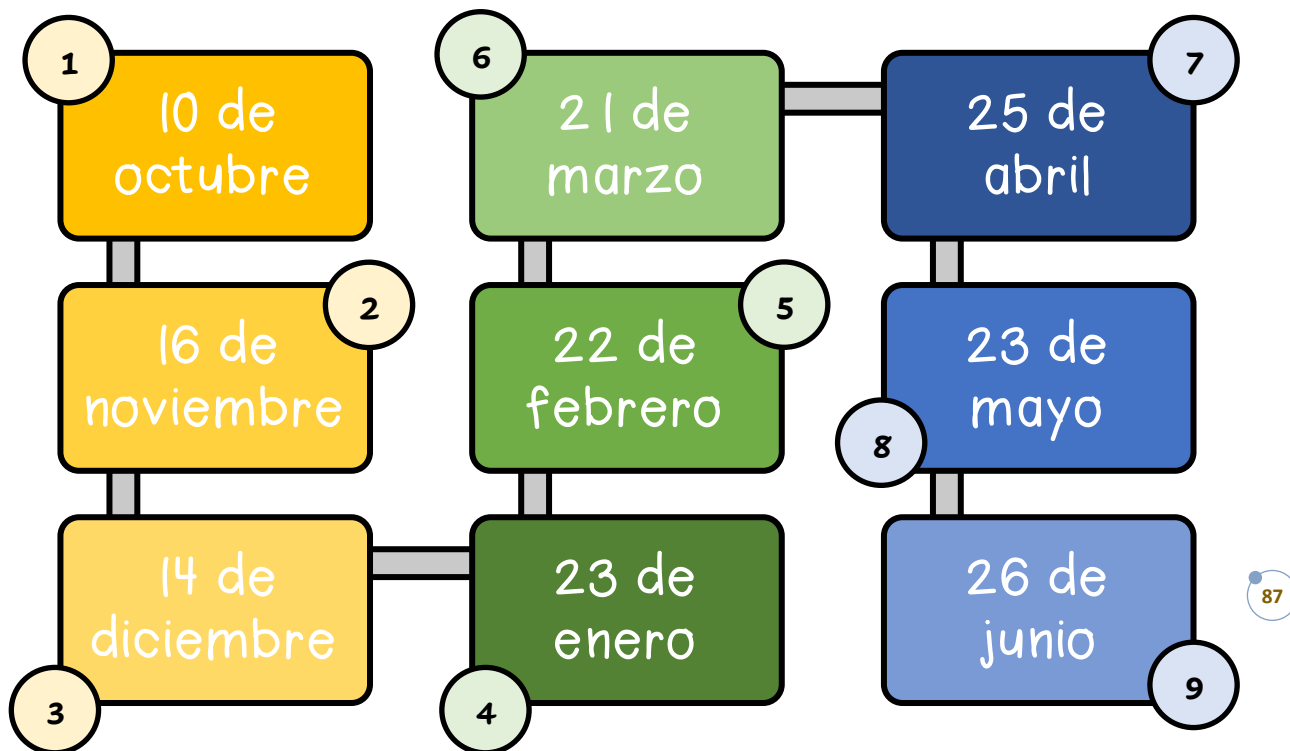 1
10 de
octubre
2
16 de
noviembre
3
14 de
diciembre
4
23 de
enero
5
22 de
febrero
6
21 de
marzo
7
25 de
abril
8
23 de
mayo
9
26 de
junio
87